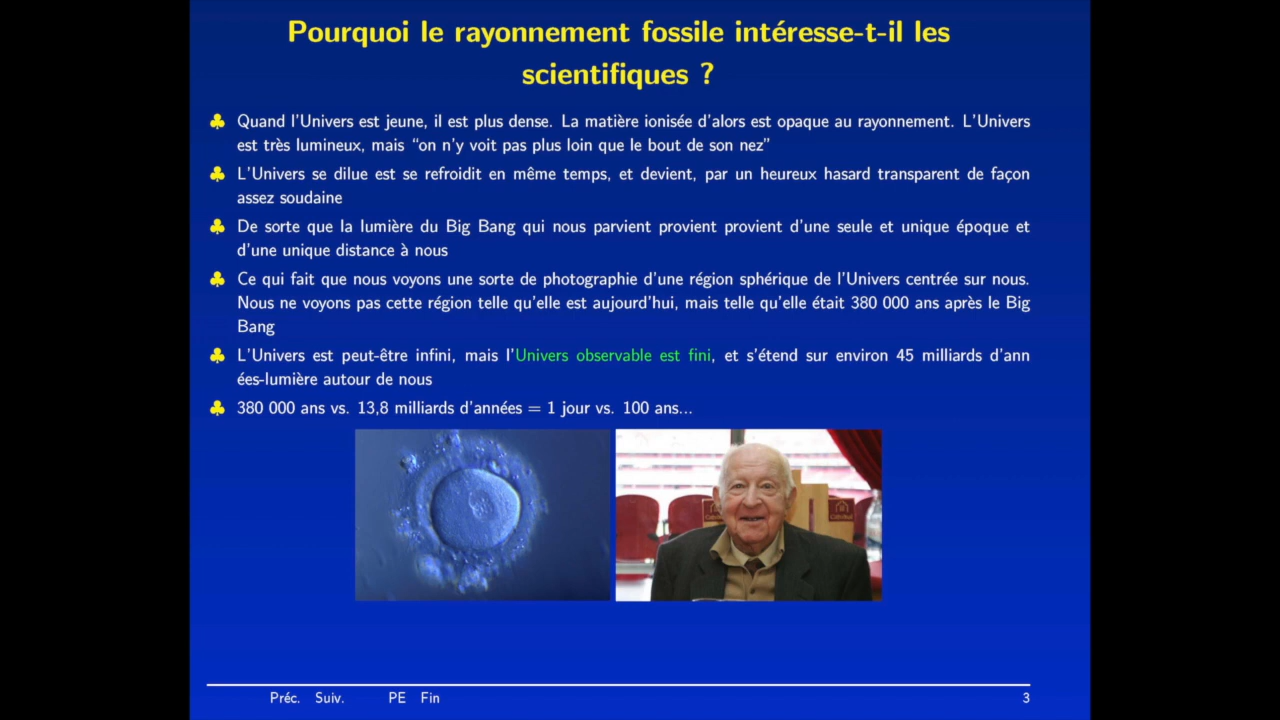 Pourquoi le rayonnement fossile intéresse-t-il les
scientifiques ?
♣ Quand l'Univers est jeune, il est plus dense. La matière ionisée d'alors est opaque au rayonnement. L'Univers
est très lumineux, mais “on n'y voit pas plus loin que le bout de son nez”
♣ L'Univers se dilue est se refroidit en même temps, et devient, par un heureux hasard transparent de façon
assez soudaine
♣ De sorte que la lumière du Big Bang qui nous parvient provient provient d'une seule et unique époque et
d'une unique distance à nous
♣ Ce qui fait que nous voyons une sorte de photographie d'une région sphérique de l'Univers centrée sur nous.
Nous ne voyons pas cette région telle qu'elle est aujourd'hui, mais telle qu'elle était 380 000 ans après le Big
Bang
♣ L'Univers est peut-être infini, mais l'Univers observable est fini, et s'étend sur environ 45 milliards d'ann
ées-lumière autour de nous
♣ 380 000 ans vs. 13,8 milliards d'années = 1 jour vs. 100 ans...
Préc. Suiv. PE Fin 3